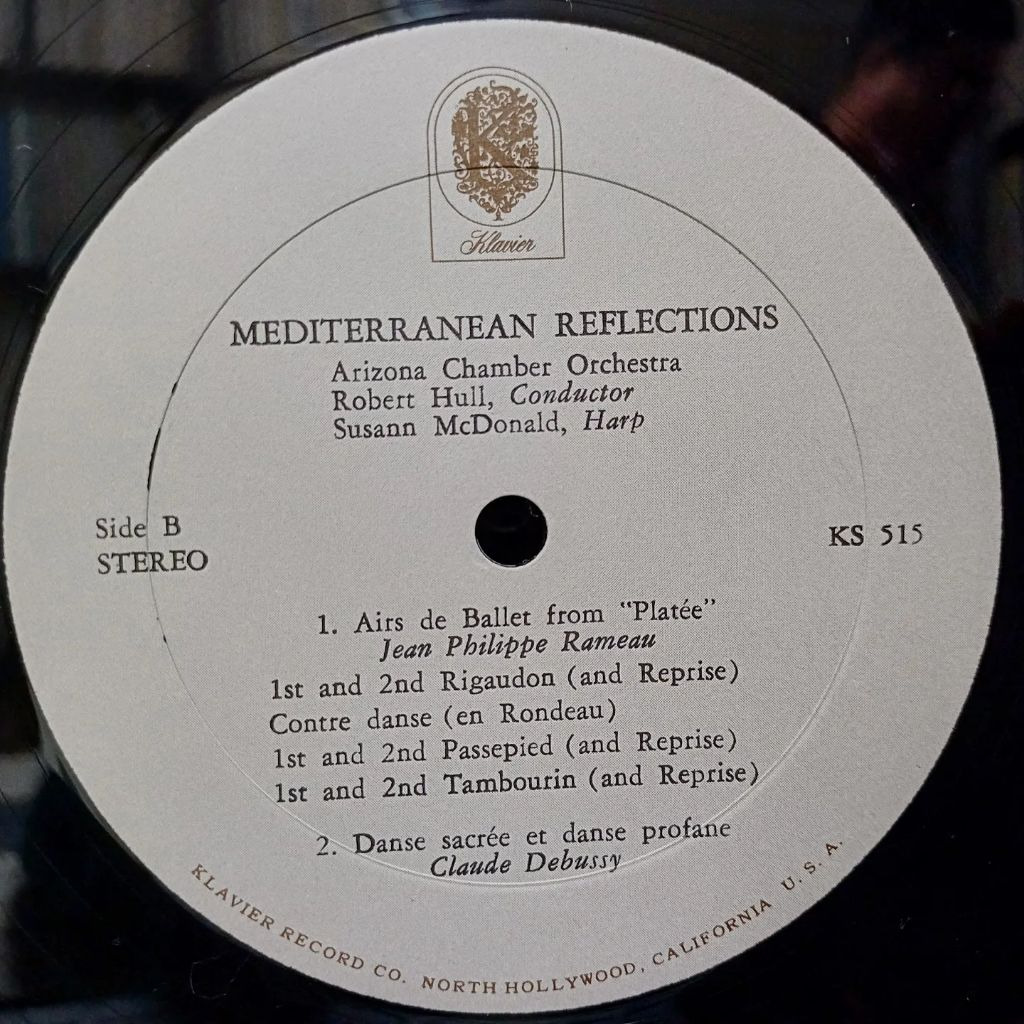 K
Klavier
MEDITERRANEAN REFLECTIONS
Arizona Chamber Orchestra
Robert Hull, Conductor
Susann McDonald, Harp
Side B
STEREO
KS 515
1. Airs de Ballet from "Platée"
Jean Philippe Rameau
1st and 2nd Rigaudon (and Reprise)
Contre danse (en Rondeau)
1st and 2nd Passepied (and Reprise)
1st and 2nd Tambourin (and Reprise)
2. Danse sacrée et danse profane
Claude Debussy
KLAVIER RECORD CO. NORTH HOLLYWOOD, CALIFORNIA U. S. A.